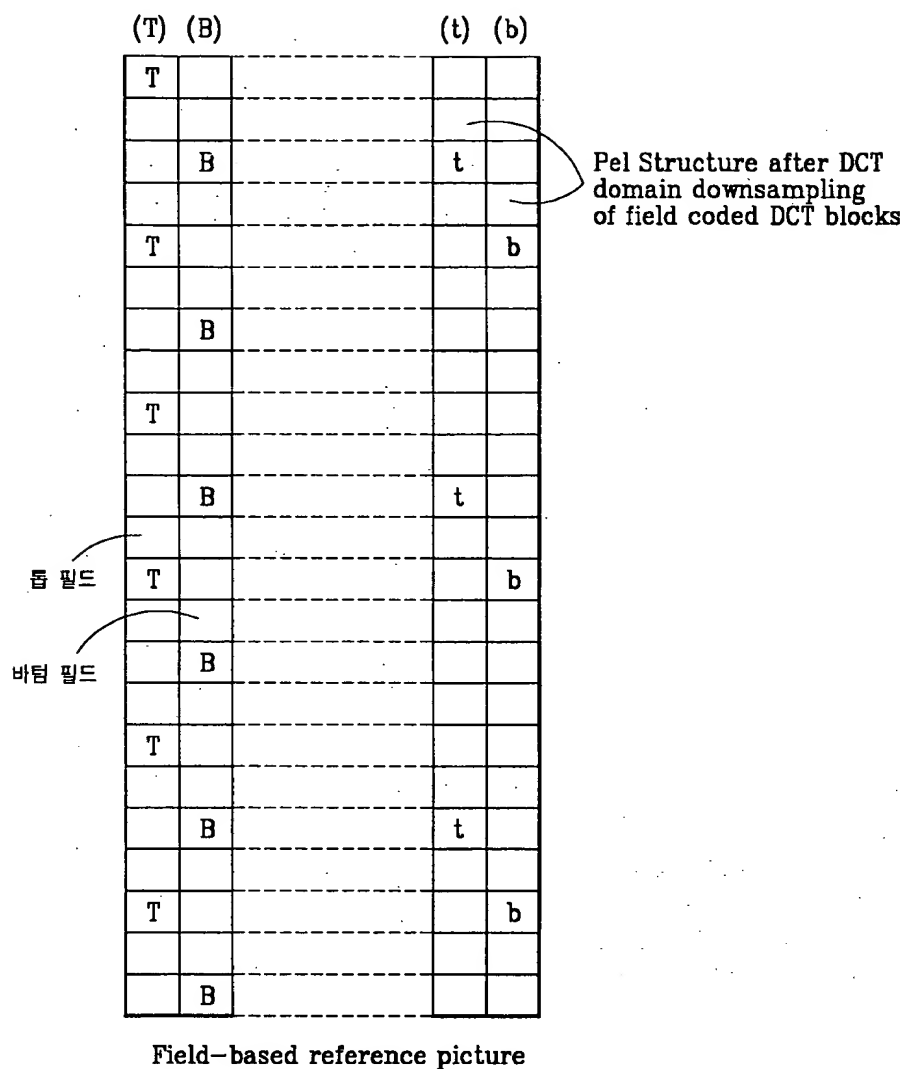 (T) (B) (t) (b)
T
B t
T b
B
T
B t
T b
B
T
B t
T b
B
Pel Structure after DCT
domain downsampling
of field coded DCT blocks
톱 필드
바텀 필드
Field-based reference picture